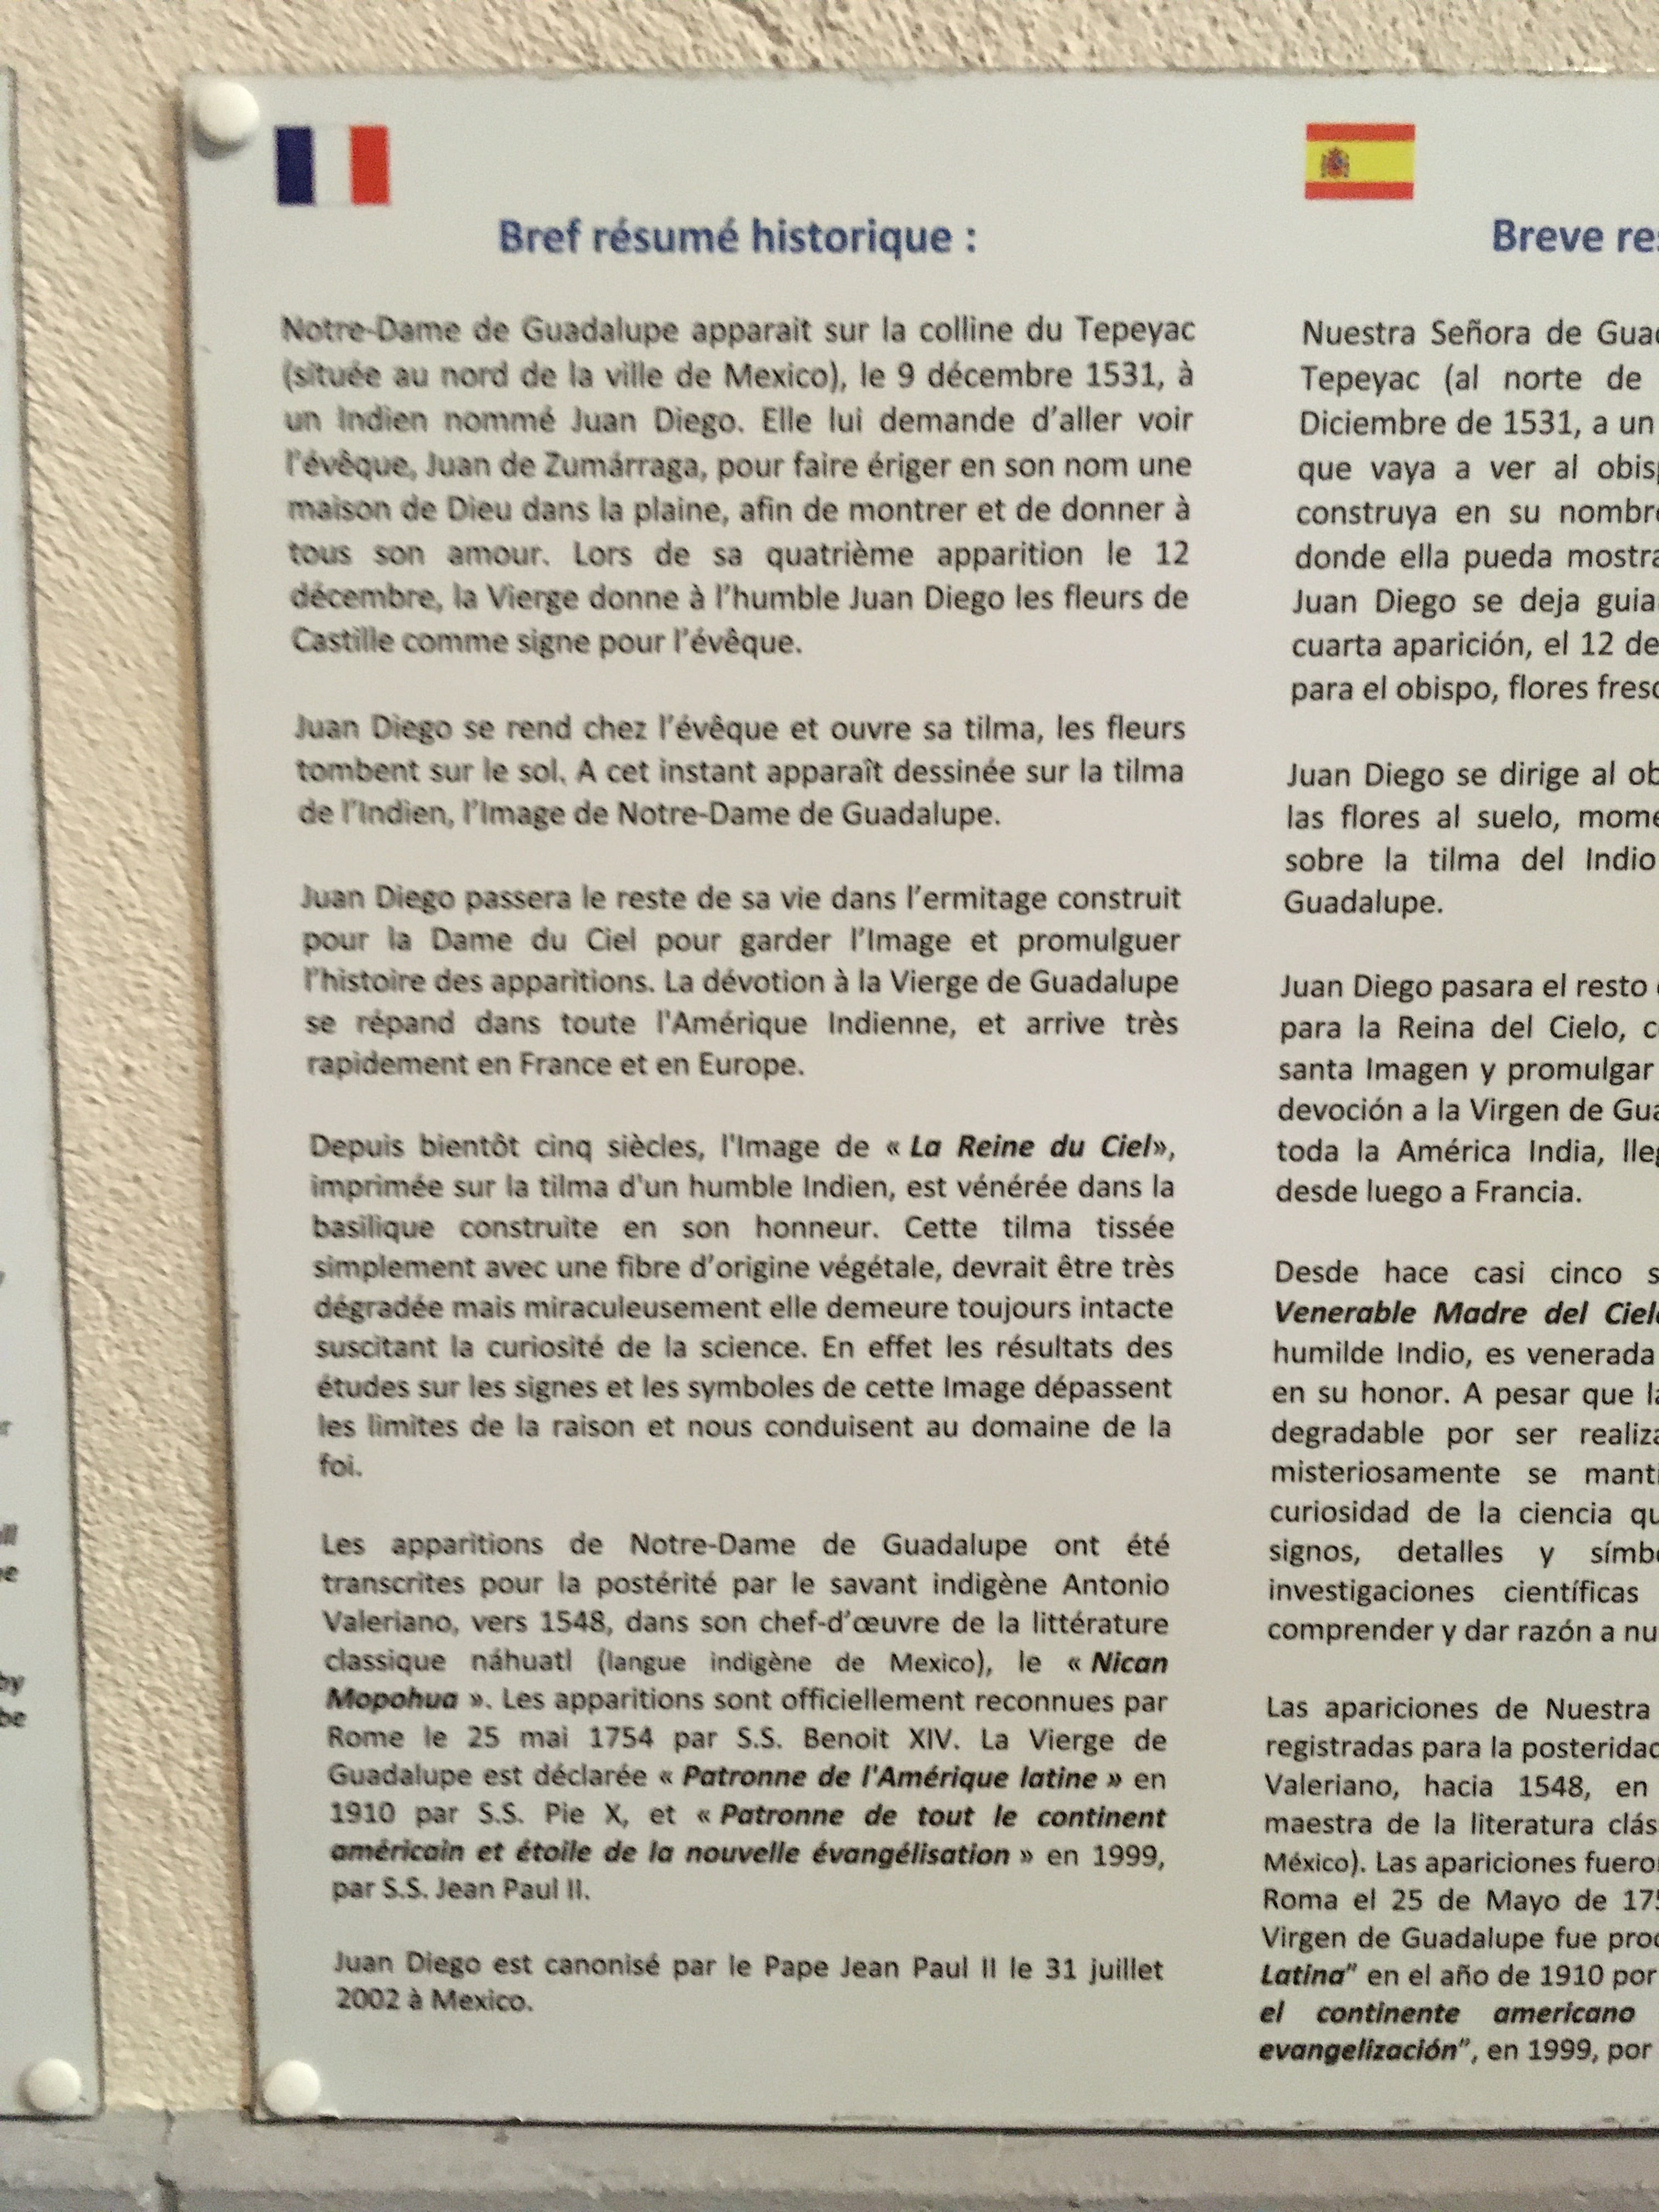 Bref résumé historique :
Notre-Dame de Guadalupe apparait sur la colline du Tepeyac
(située au nord de la ville de Mexico), le 9 décembre 1531, à
un Indien nommé Juan Diego. Elle lui demande d'aller voir
l'évêque, Juan de Zumárraga, pour faire ériger en son nom une
maison de Dieu dans la plaine, afin de montrer et de donner à
tous son amour. Lors de sa quatrième apparition le 12
décembre, la Vierge donne à l'humble Juan Diego les fleurs de
Castille comme signe pour l'évêque.
Juan Diego se rend chez l'évêque et ouvre sa tilma, les fleurs
tombent sur le sol. A cet instant apparaît dessinée sur la tilma
de l'Indien, l'Image de Notre-Dame de Guadalupe.
Juan Diego passera le reste de sa vie dans l'ermitage construit
pour la Dame du Ciel pour garder l'Image et promulguer
l'histoire des apparitions. La dévotion à la Vierge de Guadalupe
se répand dans toute l'Amérique Indienne, et arrive très
rapidement en France et en Europe.
Depuis bientôt cinq siècles, l'Image de « La Reine du Ciel»,
imprimée sur la tilma d'un humble Indien, est vénérée dans la
basilique construite en son honneur. Cette tilma tissée
simplement avec une fibre d'origine végétale, devrait être très
dégradée mais miraculeusement elle demeure toujours intacte
suscitant la curiosité de la science. En effet les résultats des
études sur les signes et les symboles de cette Image dépassent
les limites de la raison et nous conduisent au domaine de la
foi.
Les apparitions de Notre-Dame de Guadalupe ont été
transcrites pour la postérité par le savant indigène Antonio
Valeriano, vers 1548, dans son chef-d'œuvre de la littérature
classique náhuatl (langue indigène de Mexico), le « Nican
Mopohua ». Les apparitions sont officiellement reconnues par
Rome le 25 mai 1754 par S.S. Benoit XIV. La Vierge de
Guadalupe est déclarée « Patronne de l'Amérique latine » en
1910 par S.S. Pie X, et « Patronne de tout le continent
américain et étoile de la nouvelle évangélisation » en 1999,
par S.S. Jean Paul II.
Juan Diego est canonisé par le Pape Jean Paul II le 31 juillet
2002 à Mexico.
Breve
Nuestra Señora de
Tepeyac (al norte de
Diciembre de 1531, a un
que vaya a ver al
construya en su
donde ella pueda
Juan Diego se deja
cuarta aparición, el 12 de
para el obispo, flores
Juan Diego se dirige al
las flores al suelo,
sobre la tilma del Indio
Guadalupe.
Juan Diego pasara el resto
para la Reina del Cielo,
santa Imagen y promulgar
devoción a la Virgen de
toda la América India,
desde luego a Francia.
Desde hace casi cinco
Venerable Madre del
humilde Indio, es venerada
en su honor. A pesar que
degradable por ser
misteriosamente se
curiosidad de la ciencia
signos, detalles y
investigaciones científicas
comprender y dar razón a
Las apariciones de Nuestra
registradas para la
Valeriano, hacia 1548, en
maestra de la literatura
México). Las apariciones
Roma el 25 de Mayo de
Virgen de Guadalupe fue
Latina" en el año de 1910 por
el continente americano
evangelización", en 1999, por